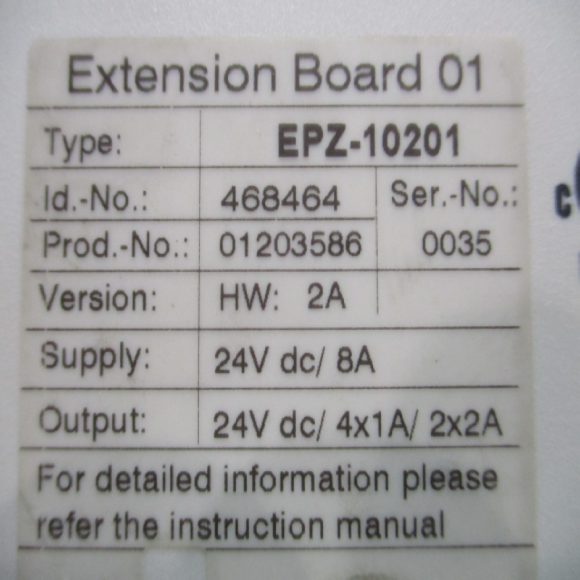 Extension Board 01
Type: EPZ-10201
Id.-No.: 468464 Ser.-No.:
Prod.-No.: 01203586 0035
Version: HW: 2A
Supply: 24V dc/ 8A
Output: 24V dc/ 4x1A/ 2x2A
For detailed information please
refer the instruction manual
c